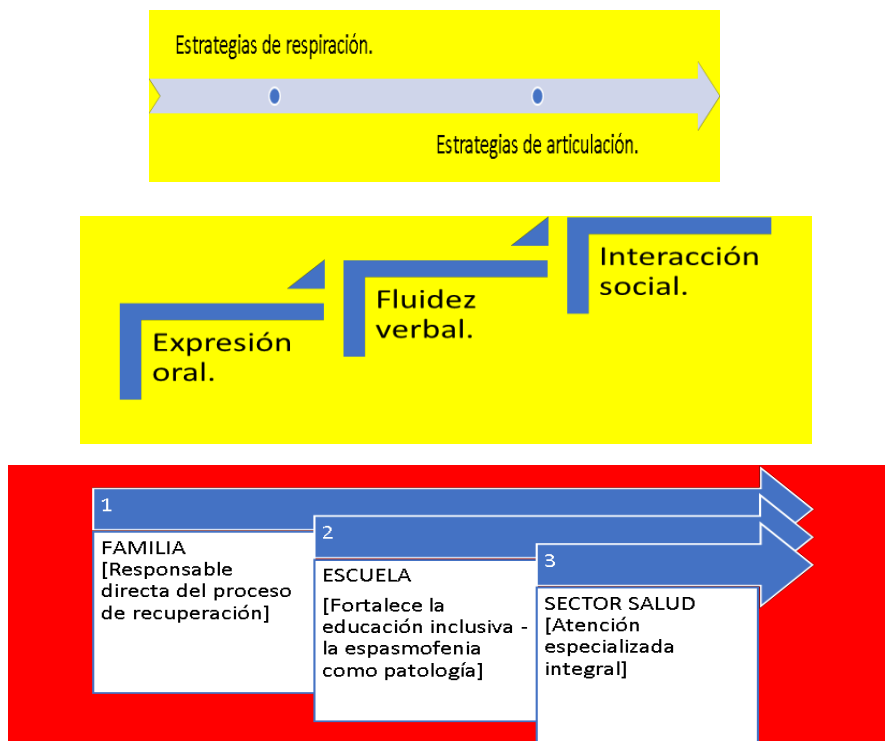 Estrategias de respiración.
Estrategias de articulación.
Expresión
oral.
Fluidez
verbal.
Interacción
social.
1
FAMILIA
[Responsable
directa del proceso
de recuperación]
2
ESCUELA
[Fortalece la
educación inclusiva -
la espasmofenia
como patología]
3
SECTOR SALUD
[Atención
especializada
integral]